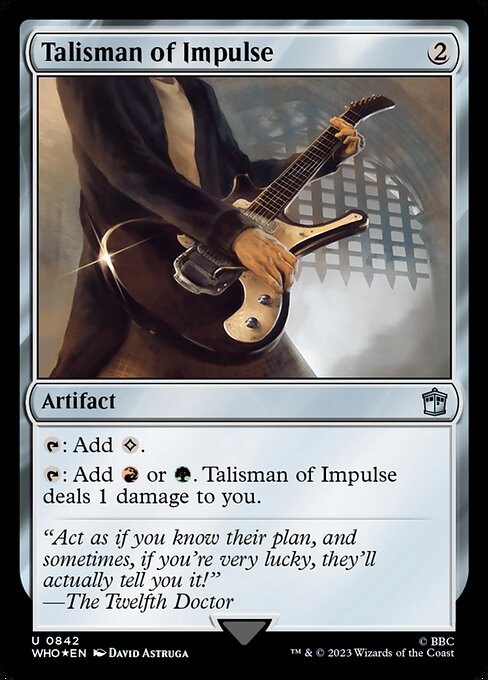 Talisman of Impulse 2
Artifact
: Add .
: Add or . Talisman of Impulse
deals 1 damage to you.
“Act as if you know their plan, and
sometimes, if you’re very lucky, they’ll
actually tell you it!”
—The Twelfth Doctor
U 0842
WHO★EN David Astruga
© BBC
™ & © 2023 Wizards of the Coast